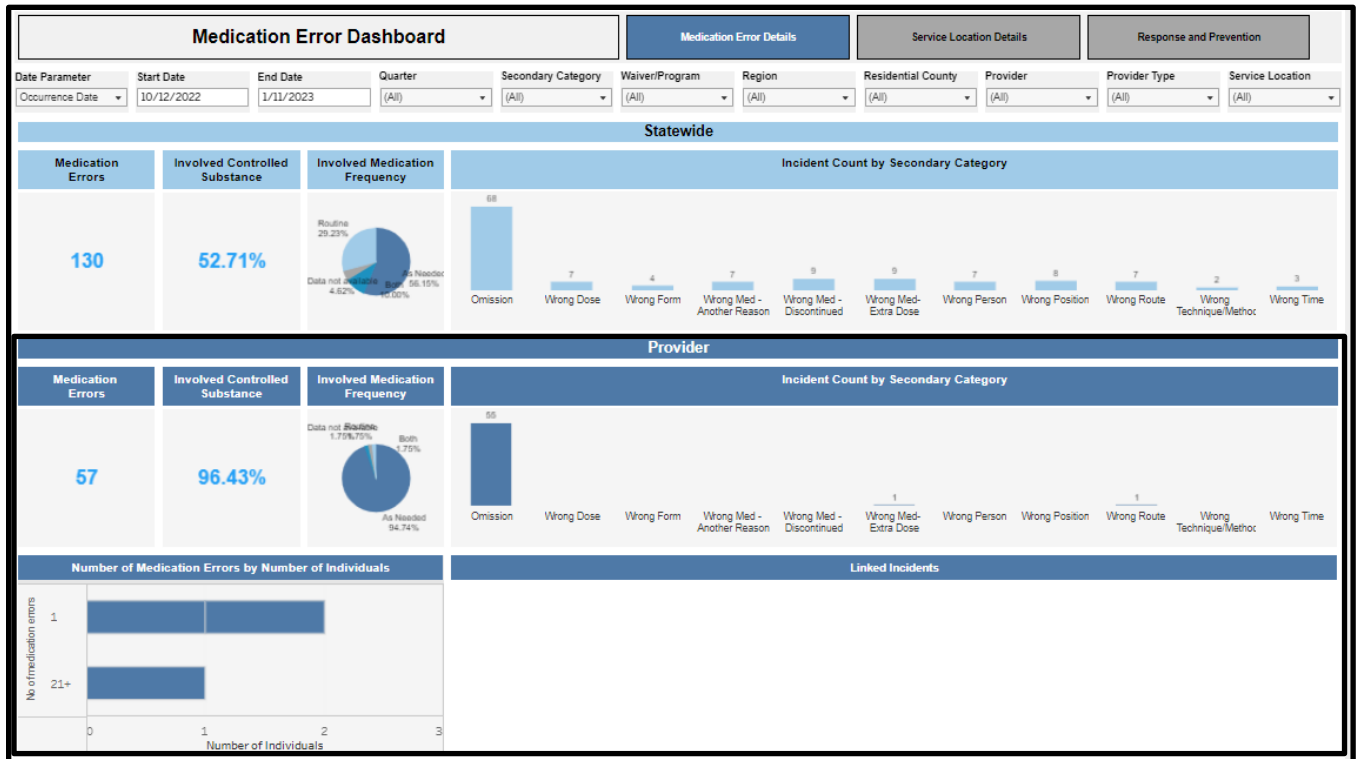 Medication Error Dashboard
Medication Error Details
Service Location Details
Response and Prevention
Date Parameter Start Date End Date Quarter Secondary Category Waiver/Program Region Residential County Provider Provider Type Service Location
Occurrence Date 10/12/2022 1/11/2023 (All) (All) (All) (All) (All) (All) (All) (All)
Statewide
Medication
Errors
Involved Controlled
Substance
Involved Medication
Frequency
Incident Count by Secondary Category
130
52.71%
Routine
29.23%
Data not available
4.62%
Both
10.00%
As Needed
56.15%
68 7 4 7 9 9 7 8 7 2 3
Omission Wrong Dose Wrong Form Wrong Med - Wrong Med - Wrong Med- Wrong Person Wrong Position Wrong Route Wrong Wrong Time
Another Reason Discontinued Extra Dose Technique/Methoc
Provider
Medication
Errors
Involved Controlled
Substance
Involved Medication
Frequency
Incident Count by Secondary Category
57
96.43%
Data not available
1.75%
Routine
1.75%
Both
1.75%
As Needed
94.74%
55 1 1
Omission Wrong Dose Wrong Form Wrong Med - Wrong Med - Wrong Med- Wrong Person Wrong Position Wrong Route Wrong Wrong Time
Another Reason Discontinued Extra Dose Technique/Methoc
Number of Medication Errors by Number of Individuals
Linked Incidents
No of medication errors
1
21+
0 1 2 3
Number of Individuals